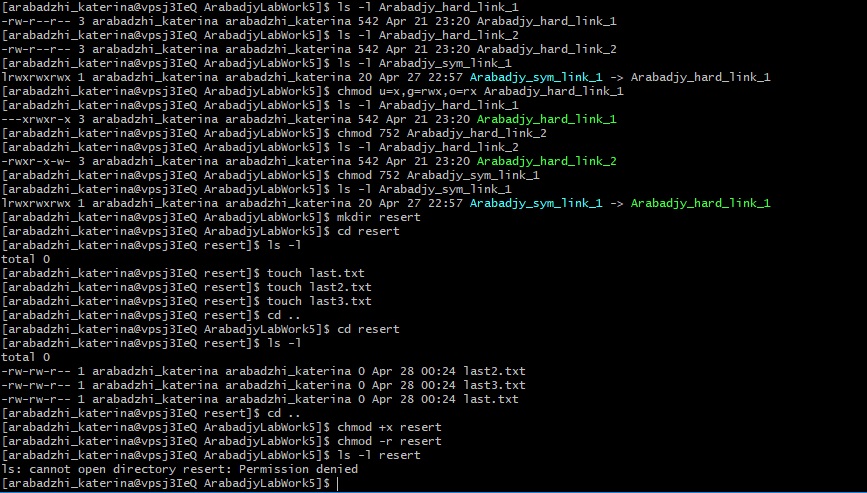 [arabadzhi_katerina@vpsj3IeQ ArabadjyLabWork5]$ ls -l Arabadjy_hard_link_1
-rw-r--r-- 3 arabadzhi_katerina arabadzhi_katerina 542 Apr 21 23:20 Arabadjy_hard_link_1
[arabadzhi_katerina@vpsj3IeQ ArabadjyLabWork5]$ ls -l Arabadjy_hard_link_2
-rw-r--r-- 3 arabadzhi_katerina arabadzhi_katerina 542 Apr 21 23:20 Arabadjy_hard_link_2
[arabadzhi_katerina@vpsj3IeQ ArabadjyLabWork5]$ ls -l Arabadjy_sym_link_1
lrwxrwxrwx 1 arabadzhi_katerina arabadzhi_katerina 20 Apr 27 22:57 Arabadjy_sym_link_1 -> Arabadjy_hard_link_1
[arabadzhi_katerina@vpsj3IeQ ArabadjyLabWork5]$ chmod u=x,g=rwx,o=rx Arabadjy_hard_link_1
[arabadzhi_katerina@vpsj3IeQ ArabadjyLabWork5]$ ls -l Arabadjy_hard_link_1
---xrwxr-x 3 arabadzhi_katerina arabadzhi_katerina 542 Apr 21 23:20 Arabadjy_hard_link_1
[arabadzhi_katerina@vpsj3IeQ ArabadjyLabWork5]$ chmod 752 Arabadjy_hard_link_2
[arabadzhi_katerina@vpsj3IeQ ArabadjyLabWork5]$ ls -l Arabadjy_hard_link_2
-rwxr-x-w- 3 arabadzhi_katerina arabadzhi_katerina 542 Apr 21 23:20 Arabadjy_hard_link_2
[arabadzhi_katerina@vpsj3IeQ ArabadjyLabWork5]$ chmod 752 Arabadjy_sym_link_1
[arabadzhi_katerina@vpsj3IeQ ArabadjyLabWork5]$ ls -l Arabadjy_sym_link_1
lrwxrwxrwx 1 arabadzhi_katerina arabadzhi_katerina 20 Apr 27 22:57 Arabadjy_sym_link_1 -> Arabadjy_hard_link_1
[arabadzhi_katerina@vpsj3IeQ ArabadjyLabWork5]$ mkdir resert
[arabadzhi_katerina@vpsj3IeQ ArabadjyLabWork5]$ cd resert
[arabadzhi_katerina@vpsj3IeQ resert]$ ls -l
total 0
[arabadzhi_katerina@vpsj3IeQ resert]$ touch last.txt
[arabadzhi_katerina@vpsj3IeQ resert]$ touch last2.txt
[arabadzhi_katerina@vpsj3IeQ resert]$ touch last3.txt
[arabadzhi_katerina@vpsj3IeQ resert]$ cd ..
[arabadzhi_katerina@vpsj3IeQ ArabadjyLabWork5]$ cd resert
[arabadzhi_katerina@vpsj3IeQ resert]$ ls -l
total 0
-rw-rw-r-- 1 arabadzhi_katerina arabadzhi_katerina 0 Apr 28 00:24 last2.txt
-rw-rw-r-- 1 arabadzhi_katerina arabadzhi_katerina 0 Apr 28 00:24 last3.txt
-rw-rw-r-- 1 arabadzhi_katerina arabadzhi_katerina 0 Apr 28 00:24 last.txt
[arabadzhi_katerina@vpsj3IeQ resert]$ cd ..
[arabadzhi_katerina@vpsj3IeQ ArabadjyLabWork5]$ chmod +x resert
[arabadzhi_katerina@vpsj3IeQ ArabadjyLabWork5]$ chmod -r resert
[arabadzhi_katerina@vpsj3IeQ ArabadjyLabWork5]$ ls -l resert
ls: cannot open directory resert: Permission denied
[arabadzhi_katerina@vpsj3IeQ ArabadjyLabWork5]$